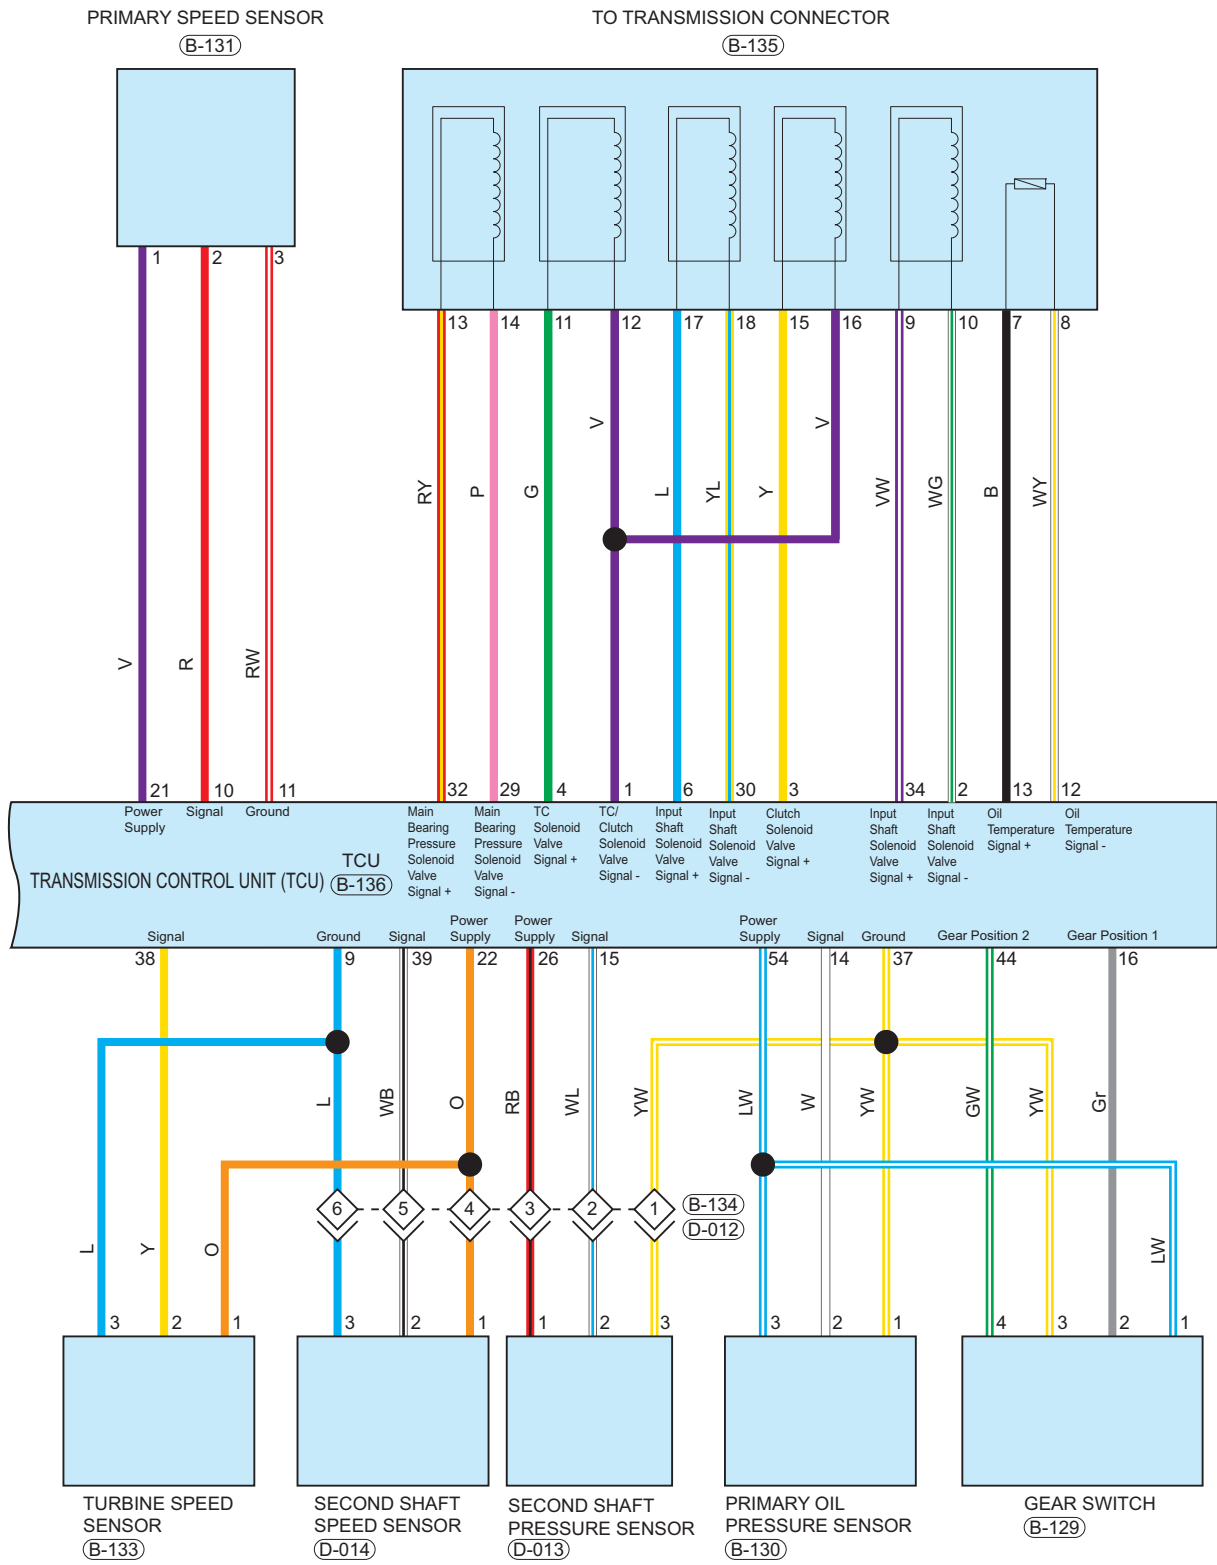 PRIMARY SPEED SENSOR
B-131
TO TRANSMISSION CONNECTOR
B-135
1 2 3
13 14 11 12 17 18 15 16 9 10 7 8
V R RW
RY P G V L YL Y V VW WG B WY
21 10 11 32 29 4 1 6 30 3 34 2 13 12
Power
Supply
Signal
Ground
Main
Bearing
Pressure
Solenoid
Valve
Signal +
Main
Bearing
Pressure
Solenoid
Valve
Signal -
TC
Solenoid
Valve
Signal +
TC/
Clutch
Solenoid
Valve
Signal -
Input
Shaft
Solenoid
Valve
Signal +
Input
Shaft
Solenoid
Valve
Signal -
Clutch
Solenoid
Valve
Signal +
Input
Shaft
Solenoid
Valve
Signal +
Input
Shaft
Solenoid
Valve
Signal -
Oil
Temperature
Signal +
Oil
Temperature
Signal -
TCU
TRANSMISSION CONTROL UNIT (TCU) B-136
Signal
Ground
Signal
Power
Supply
Power
Supply
Signal
Power
Supply
Signal
Ground
Gear Position 2
Gear Position 1
38 9 39 22 26 15 54 14 37 44 16
L WB O RB WL YW LW W YW GW YW Gr
6 5 4 3 2 1
B-134
D-012
L Y O LW
3 2 1 3 2 1 1 2 3 3 2 1 4 3 2 1
TURBINE SPEED
SENSOR
B-133
SECOND SHAFT
SPEED SENSOR
D-014
SECOND SHAFT
PRESSURE SENSOR
D-013
PRIMARY OIL
PRESSURE SENSOR
B-130
GEAR SWITCH
B-129